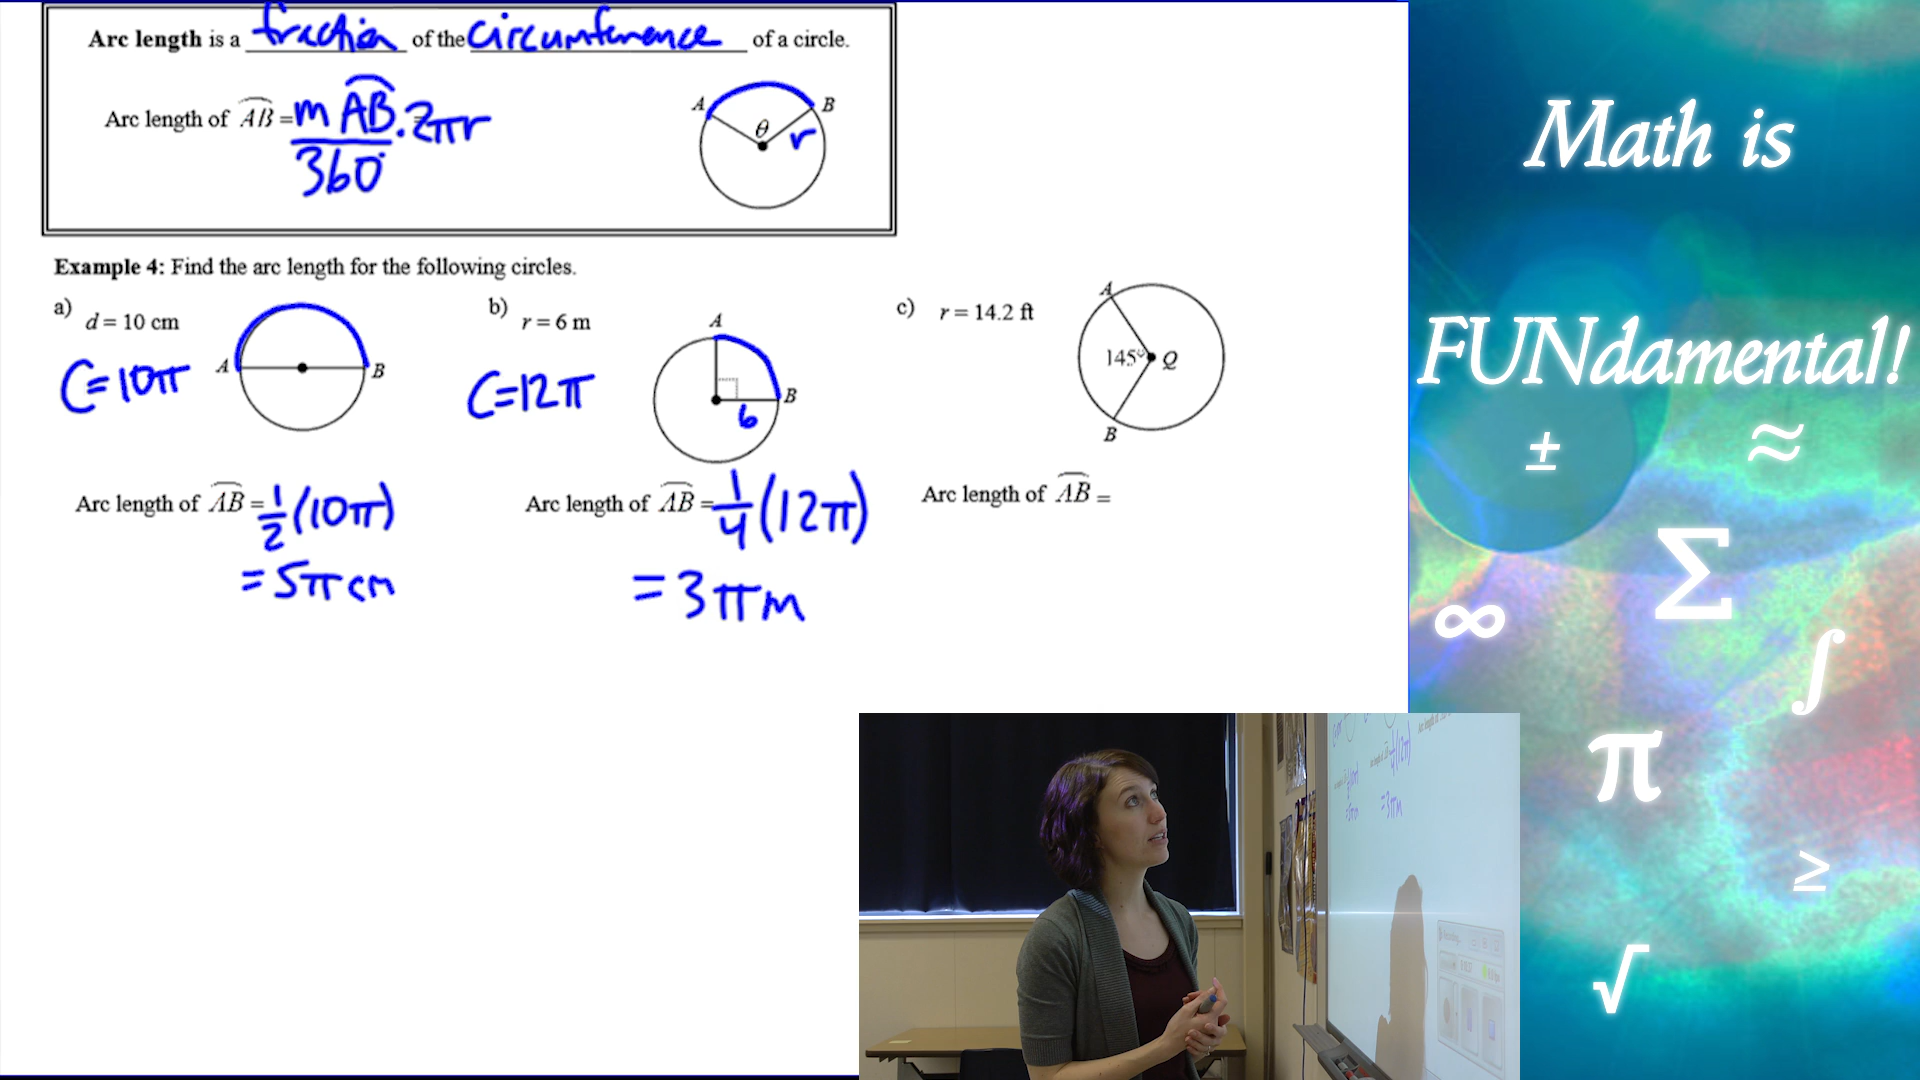 Arc length is a fraction of the circumference of a circle.
Arc length of AB = mAB/360° · 2πr
A
B
θ
r
Example 4: Find the arc length for the following circles.
a) d = 10 cm
C=10π
A
B
Arc length of AB = 1/2 (10π)
= 5π cm
b) r = 6 m
C=12π
A
B
6
Arc length of AB = 1/4 (12π)
= 3π m
c) r = 14.2 ft
A
145°
Q
B
Arc length of AB =
Math is
FUNdamental!
±
≈
Σ
∞
∫
π
≥
√